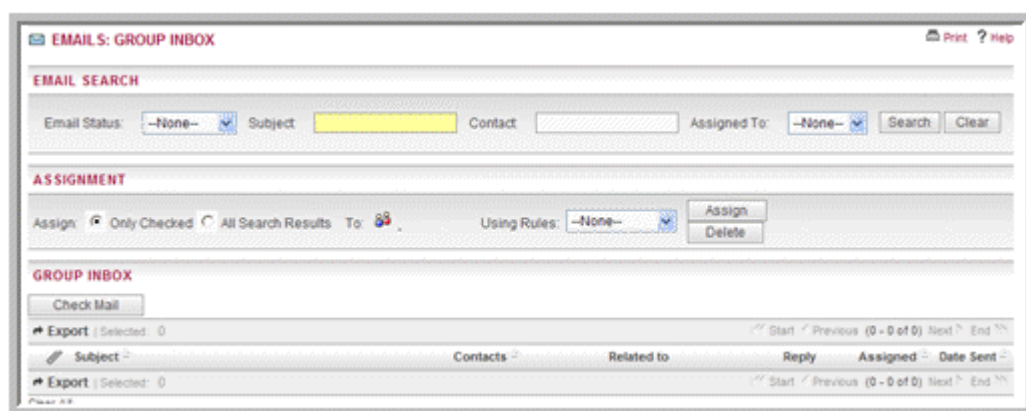 EMAILS: GROUP INBOX Print ? Help
EMAIL SEARCH
Email Status: --None-- Subject Contact Assigned To: --None-- Search Clear
ASSIGNMENT
Assign: Only Checked All Search Results To: Using Rules: --None-- Assign
Delete
GROUP INBOX
Check Mail
Export | Selected: 0 Start Previous (0 - 0 of 0) Next End
Subject Contacts Related to Reply Assigned Date Sent
Export | Selected: 0 Start Previous (0 - 0 of 0) Next End
Clear All